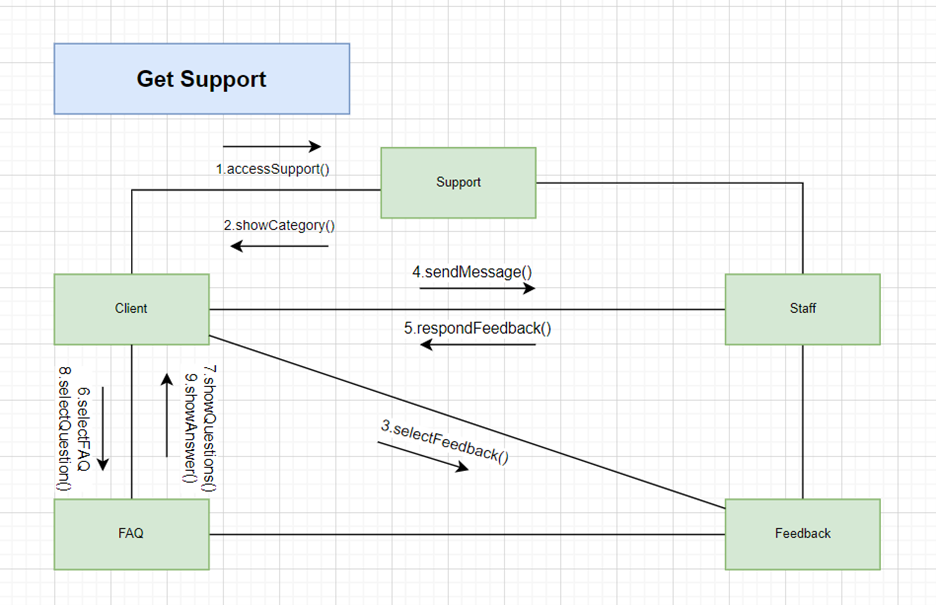 Get Support
1.accessSupport()
Support
2.showCategory()
4.sendMessage()
Client
Staff
5.respondFeedback()
8.selectQuestion()
6.selectFAQ
9.showAnswer()
7.showQuestions()
3.selectFeedback()
FAQ
Feedback